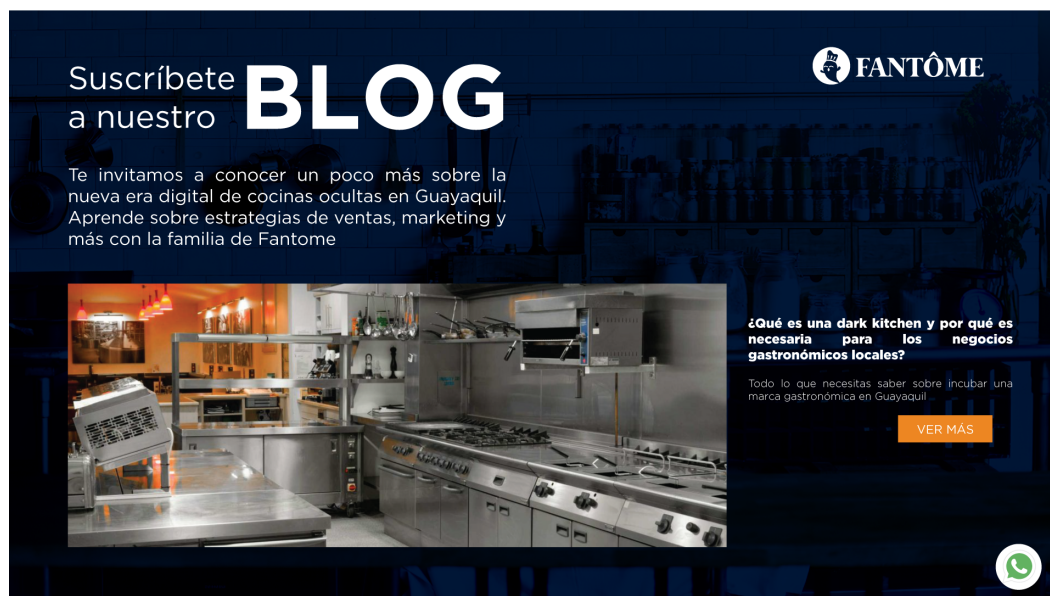 Suscríbete
a nuestro
BLOG
FANTÔME
Te invitamos a conocer un poco más sobre la
nueva era digital de cocinas ocultas en Guayaquil.
Aprende sobre estrategias de ventas, marketing y
más con la familia de Fantome
¿Qué es una dark kitchen y por qué es
necesaria para los negocios
gastronómicos locales?
Todo lo que necesitas saber sobre incubar una
marca gastronómica en Guayaquil
VER MÁS